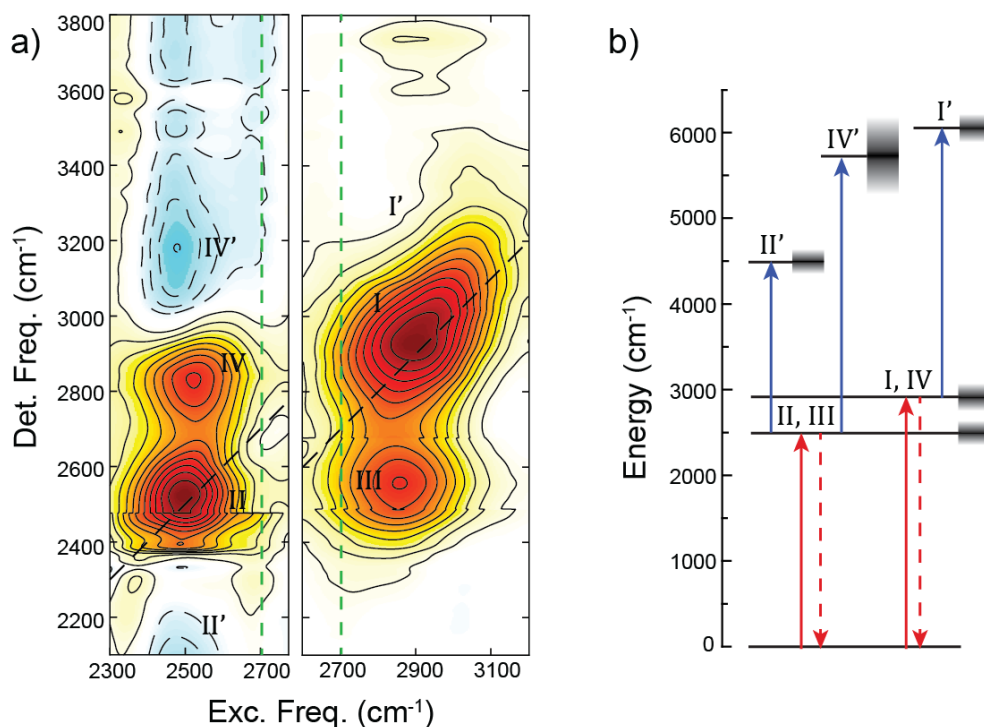 a)
Det. Freq. (cm⁻¹)
3800
3600
3400
3200
3000
2800
2600
2400
2200
IV'
IV
II
II'
I'
I
III
2300
2500
2700
2700
2900
3100
Exc. Freq. (cm⁻¹)
b)
Energy (cm⁻¹)
6000
5000
4000
3000
2000
1000
0
I'
IV'
II'
I, IV
II, III